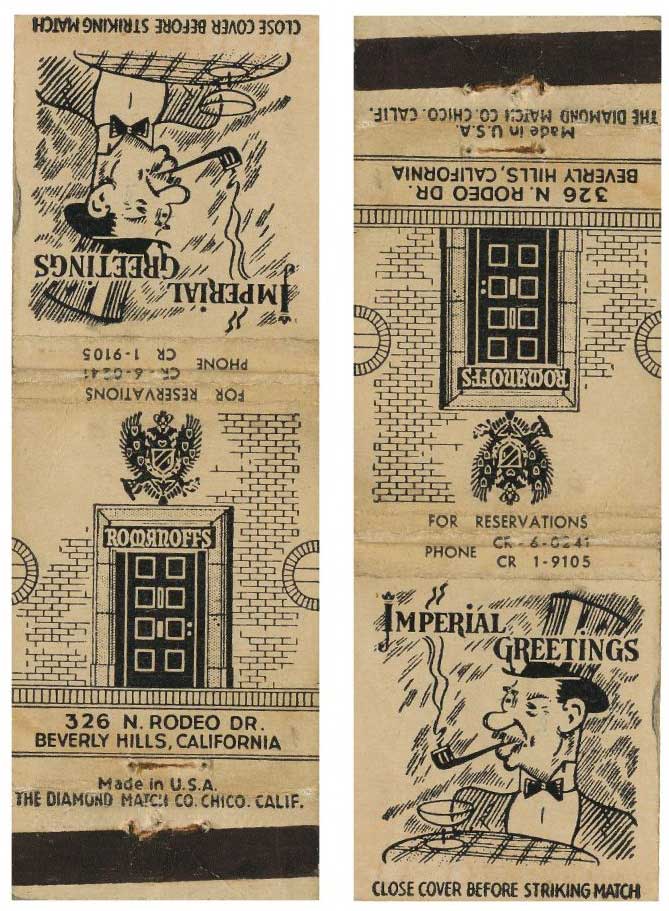 CLOSE COVER BEFORE STRIKING MATCH
IMPERIAL
GREETINGS
FOR RESERVATIONS
PHONE CR-6-0241
CR 1-9105
ROMANOFFS
326 N. RODEO DR.
BEVERLY HILLS, CALIFORNIA
Made in U.S.A.
THE DIAMOND MATCH CO. CHICO. CALIF.
THE DIAMOND MATCH CO. CHICO. CALIF.
Made in U.S.A.
326 N. RODEO DR.
BEVERLY HILLS, CALIFORNIA
ROMANOFFS
FOR RESERVATIONS
PHONE CR-6-0241
CR 1-9105
IMPERIAL
GREETINGS
CLOSE COVER BEFORE STRIKING MATCH